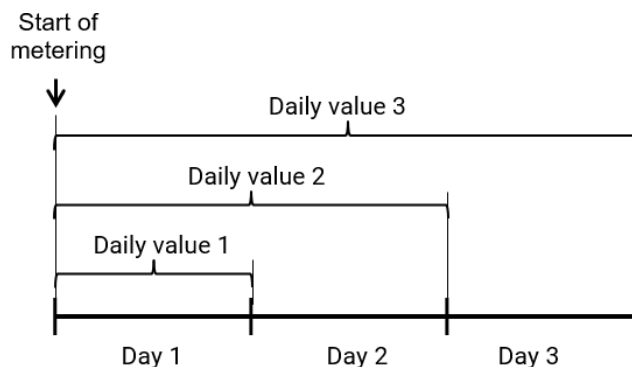 Start of
metering
Daily value 3
Daily value 2
Daily value 1
Day 1
Day 2
Day 3